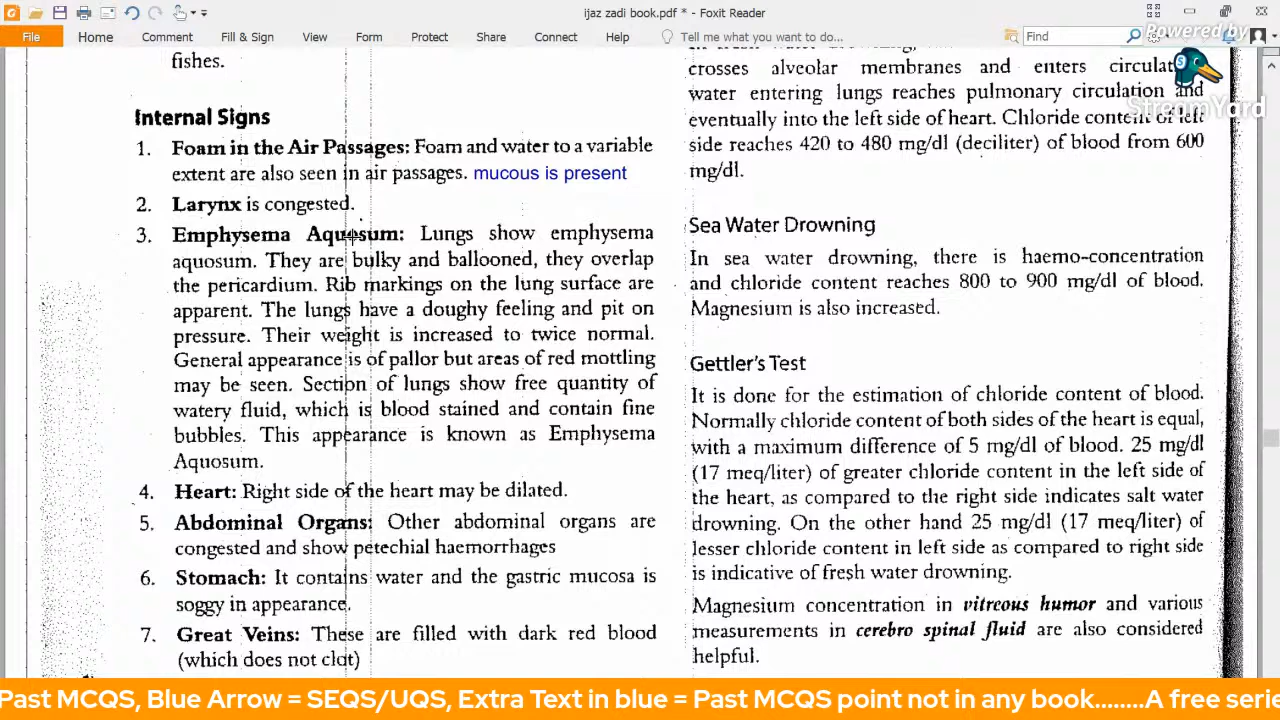 ijaz zadi book.pdf * - Foxit Reader
File Home Comment Fill & Sign View Form Protect Share Connect Help Tell me what you want to do... Find
Powered by
StreamYard
fishes.
Internal Signs
1. Foam in the Air Passages: Foam and water to a variable
extent are also seen in air passages. mucous is present
2. Larynx is congested.
3. Emphysema Aquosum: Lungs show emphysema
aquosum. They are bulky and ballooned, they overlap
the pericardium. Rib markings on the lung surface are
apparent. The lungs have a doughy feeling and pit on
pressure. Their weight is increased to twice normal.
General appearance is of pallor but areas of red mottling
may be seen. Section of lungs show free quantity of
watery fluid, which is blood stained and contain fine
bubbles. This appearance is known as Emphysema
Aquosum.
4. Heart: Right side of the heart may be dilated.
5. Abdominal Organs: Other abdominal organs are
congested and show petechial haemorrhages
6. Stomach: It contains water and the gastric mucosa is
soggy in appearance.
7. Great Veins: These are filled with dark red blood
(which does not clot)
crosses alveolar membranes and enters
water entering lungs reaches pulmonary circulation and
eventually into the left side of heart. Chloride content of left
side reaches 420 to 480 mg/dl (deciliter) of blood from 600
mg/dl.
Sea Water Drowning
In sea water drowning, there is haemo-concentration
and chloride content reaches 800 to 900 mg/dl of blood.
Magnesium is also increased.
Gettler's Test
It is done for the estimation of chloride content of blood.
Normally chloride content of both sides of the heart is equal,
with a maximum difference of 5 mg/dl of blood. 25 mg/dl
(17 meq/liter) of greater chloride content in the left side of
the heart, as compared to the right side indicates salt water
drowning. On the other hand 25 mg/dl (17 meq/liter) of
lesser chloride content in left side as compared to right side
is indicative of fresh water drowning.
Magnesium concentration in vitreous humor and various
measurements in cerebro spinal fluid are also considered
helpful.
Past MCQS, Blue Arrow = SEQS/UQS, Extra Text in blue = Past MCQS point not in any book........A free serie